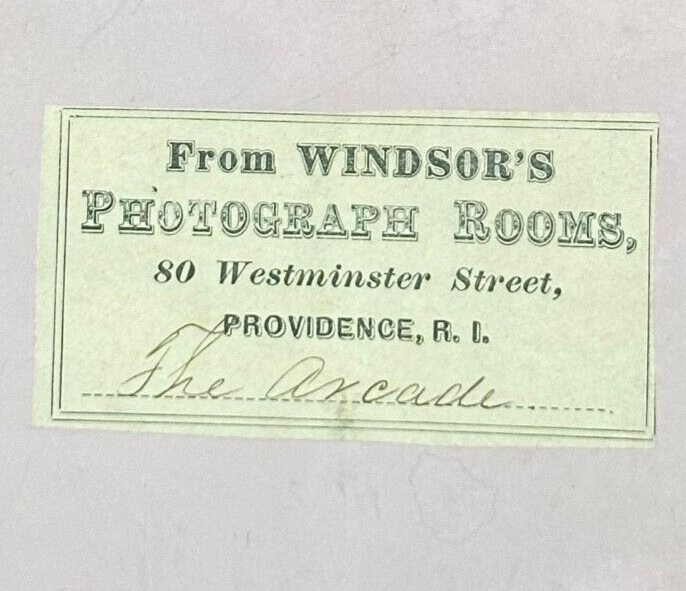 From WINDSOR'S
PHOTOGRAPH ROOMS,
80 Westminster Street,
PROVIDENCE, R. I.
The Arcade